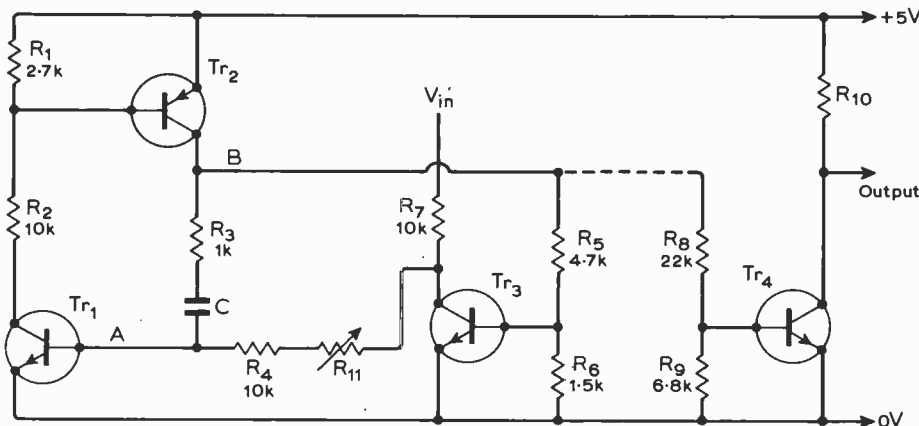 +5V
R1
2·7k
Tr2
R10
Vin'
B
Output
R2
10k
R3
1k
R7
10k
R5
4·7k
R8
22k
Tr1
A
C
Tr3
Tr4
R4
10k
R11
R6
1·5k
R9
6·8k
0V